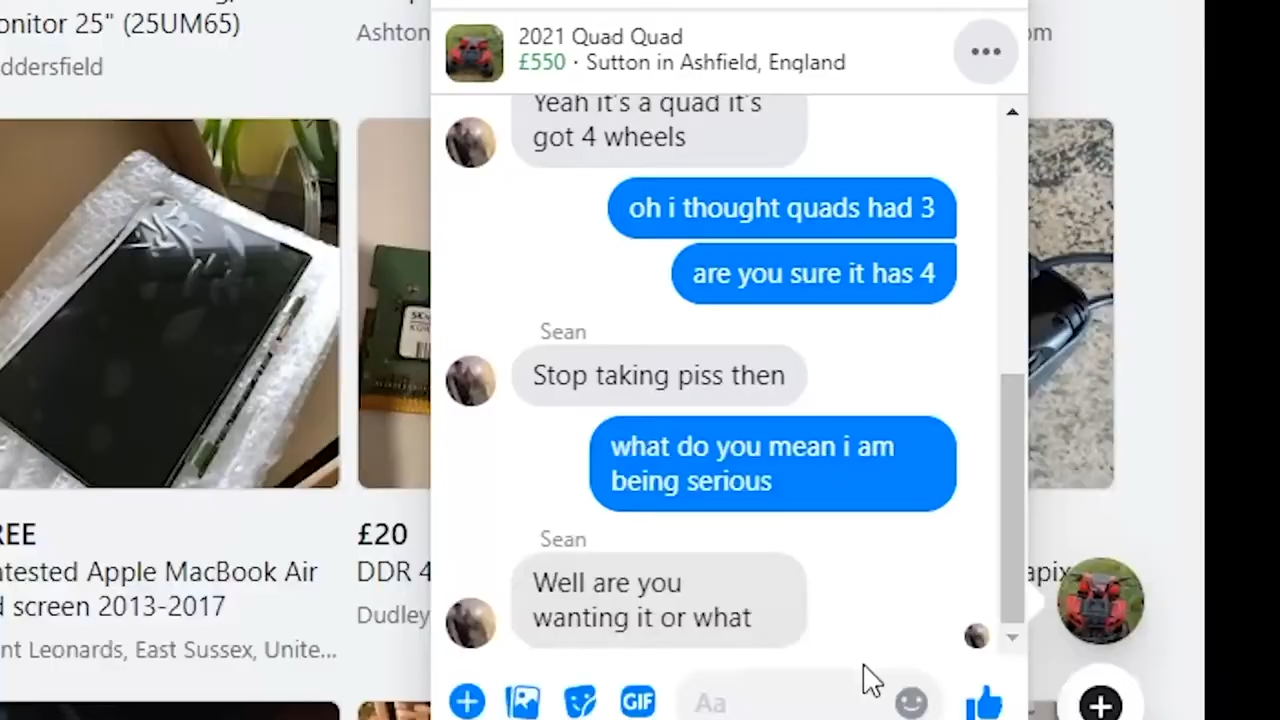 onitor 25" (25UM65)
ddersfield
Ashton
om
2021 Quad Quad
£550 · Sutton in Ashfield, England
Yeah it's a quad it's
got 4 wheels
oh i thought quads had 3
are you sure it has 4
Sean
Stop taking piss then
what do you mean i am
being serious
Sean
Well are you
wanting it or what
GIF
Aa
REE
ntested Apple MacBook Air
d screen 2013-2017
nt Leonards, East Sussex, Unite...
£20
DDR 4
Dudley
apix